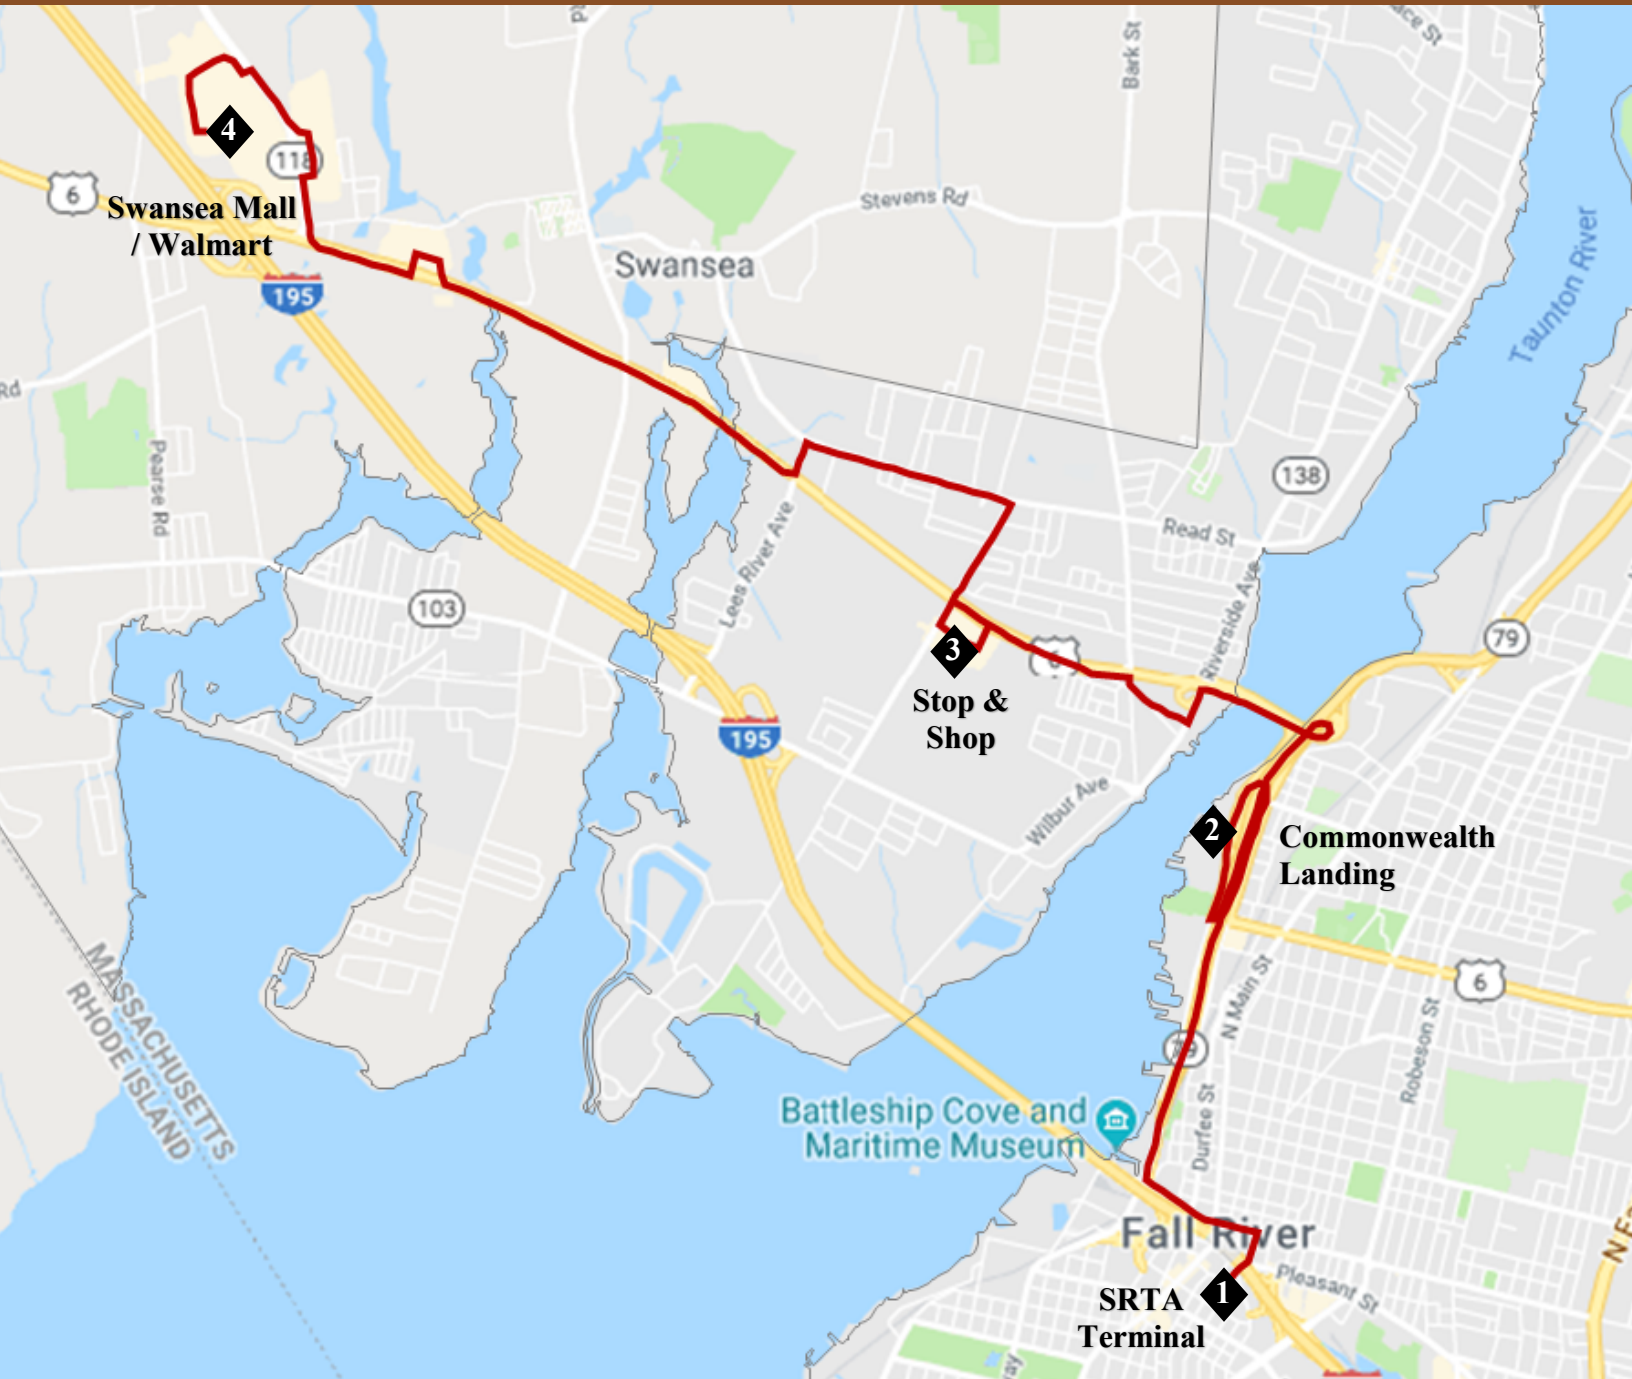 Bark St
118
4
6
Swansea Mall
/ Walmart
Stevens Rd
Swansea
195
Taunton River
Rd
Pearse Rd
138
Read St
Lees River Ave
103
Riverside Ave
79
6
3
Stop &
Shop
195
Wilbur Ave
2
Commonwealth
Landing
MASSACHUSETTS
RHODE ISLAND
N Main St
6
Robeson St
Durfee St
Battleship Cove and
Maritime Museum
Fall River
Pleasant St
1
SRTA
Terminal